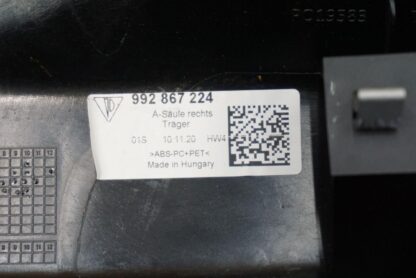 992 867 224
A-Säule rechts
Träger
01S 10.11.20 HW4
>ABS-PC+PET<
Made in Hungary